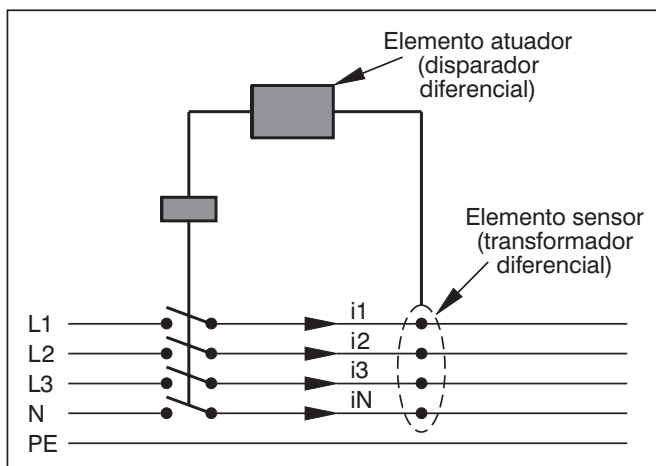 Elemento atuador
(disparador
diferencial)
Elemento sensor
(transformador
diferencial)
L1
i1
L2
i2
L3
i3
N
iN
PE